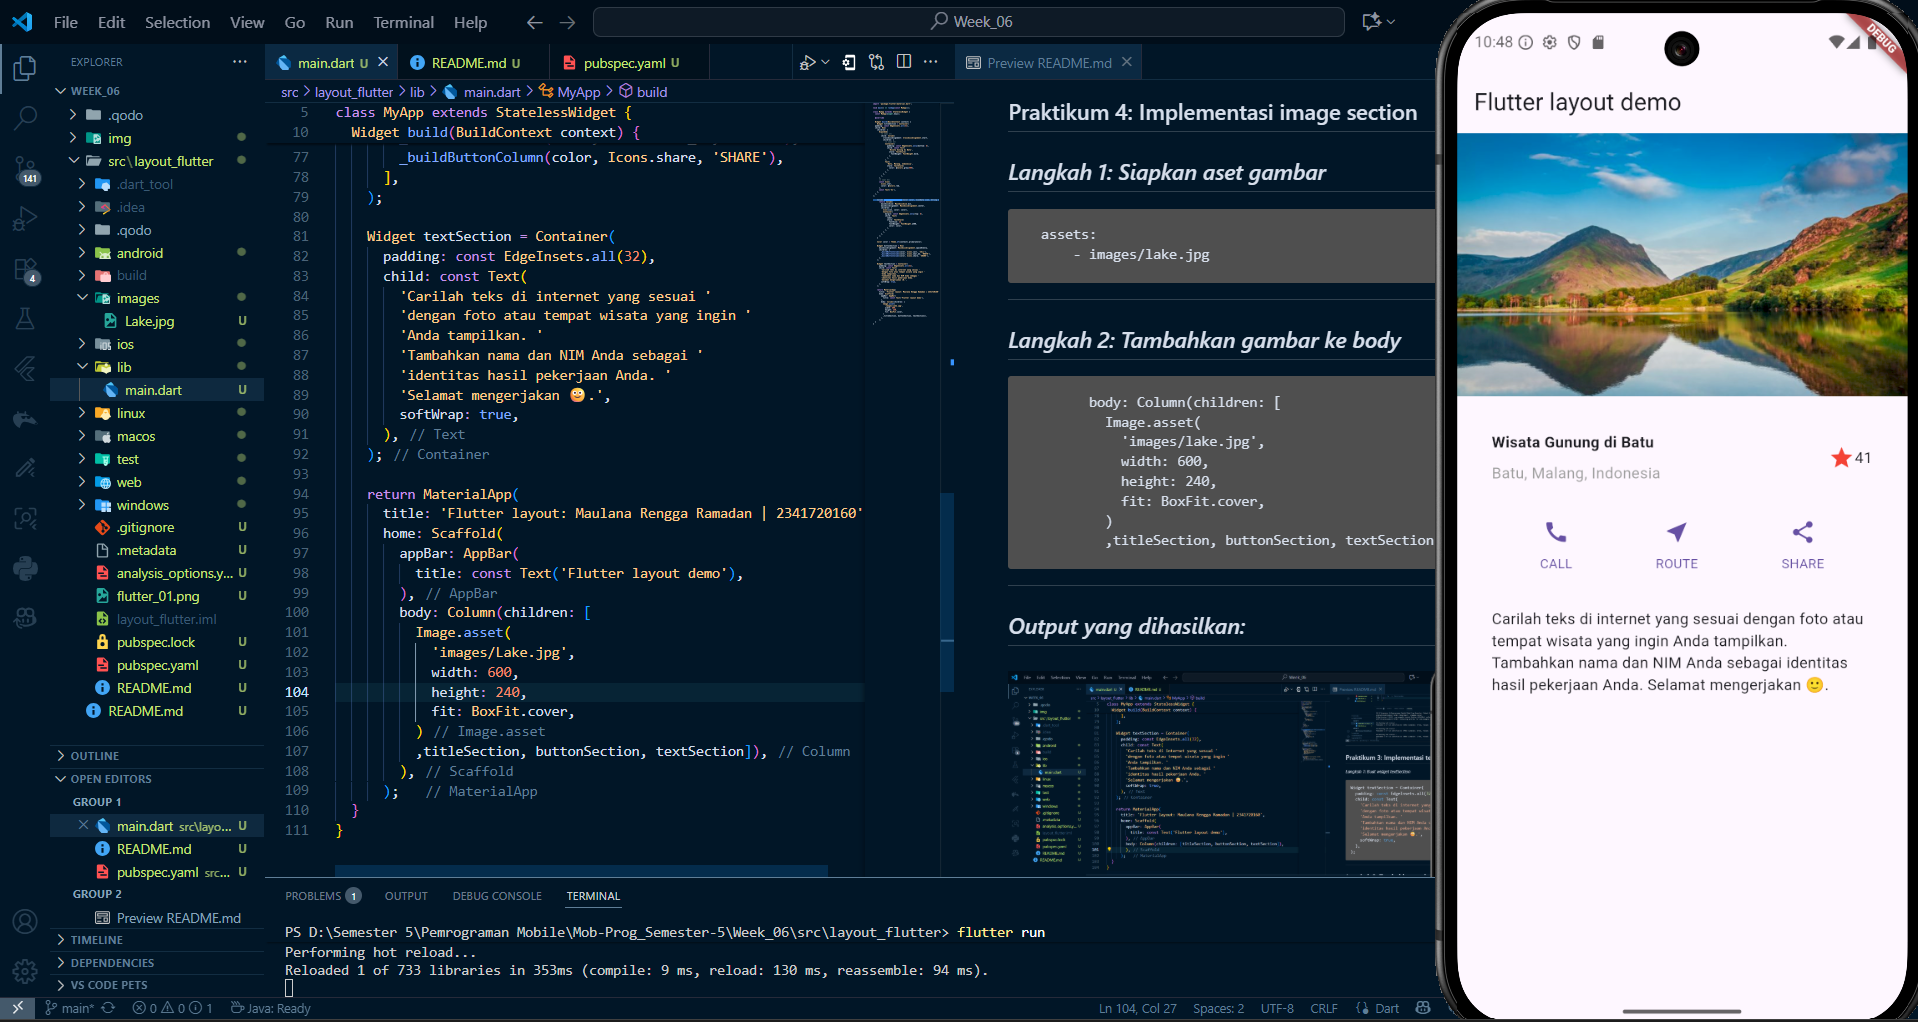 File Edit Selection View Go Run Terminal Help
Week_06
EXPLORER
WEEK_06
.qodo
img
src\layout_flutter
.dart_tool
.idea
.qodo
android
build
images
Lake.jpg U
ios
lib
main.dart U
linux
macos
test
web
windows
.gitignore U
.metadata U
analysis_options.y... U
flutter_01.png U
layout_flutter.iml
pubspec.lock U
pubspec.yaml U
README.md U
README.md U
OUTLINE
OPEN EDITORS
GROUP 1
main.dart src\layo... U
README.md U
pubspec.yaml src... U
GROUP 2
Preview README.md
TIMELINE
DEPENDENCIES
VS CODE PETS
141
4
main.dart U
README.md U
pubspec.yaml U
src > layout_flutter > lib > main.dart > MyApp > build
5 class MyApp extends StatelessWidget {
10 Widget build(BuildContext context) {
77 _buildButtonColumn(color, Icons.share, 'SHARE'),
78 ],
79 );
80
81 Widget textSection = Container(
82 padding: const EdgeInsets.all(32),
83 child: const Text(
84 'Carilah teks di internet yang sesuai '
85 'dengan foto atau tempat wisata yang ingin '
86 'Anda tampilkan. '
87 'Tambahkan nama dan NIM Anda sebagai '
88 'identitas hasil pekerjaan Anda. '
89 'Selamat mengerjakan 🙂.',
90 softWrap: true,
91 ), // Text
92 ); // Container
93
94 return MaterialApp(
95 title: 'Flutter layout: Maulana Rengga Ramadan | 2341720160'
96 home: Scaffold(
97 appBar: AppBar(
98 title: const Text('Flutter layout demo'),
99 ), // AppBar
100 body: Column(children: [
101 Image.asset(
102 'images/Lake.jpg',
103 width: 600,
104 height: 240,
105 fit: BoxFit.cover,
106 ) // Image.asset
107 ,titleSection, buttonSection, textSection]), // Column
108 ), // Scaffold
109 ); // MaterialApp
110 }
111 }
Preview README.md
Praktikum 4: Implementasi image section
Langkah 1: Siapkan aset gambar
assets:
- images/lake.jpg
Langkah 2: Tambahkan gambar ke body
body: Column(children: [
Image.asset(
'images/lake.jpg',
width: 600,
height: 240,
fit: BoxFit.cover,
)
,titleSection, buttonSection, textSection
Output yang dihasilkan:
PROBLEMS 1 OUTPUT DEBUG CONSOLE TERMINAL
PS D:\Semester 5\Pemrograman Mobile\Mob-Prog_Semester-5\Week_06\src\layout_flutter> flutter run
Performing hot reload...
Reloaded 1 of 733 libraries in 353ms (compile: 9 ms, reload: 130 ms, reassemble: 94 ms).
main* 0 0 1 Java: Ready
Ln 104, Col 27 Spaces: 2 UTF-8 CRLF Dart
10:48
DEBUG
Flutter layout demo
Wisata Gunung di Batu
Batu, Malang, Indonesia
41
CALL ROUTE SHARE
Carilah teks di internet yang sesuai dengan foto atau
tempat wisata yang ingin Anda tampilkan.
Tambahkan nama dan NIM Anda sebagai identitas
hasil pekerjaan Anda. Selamat mengerjakan 🙂.